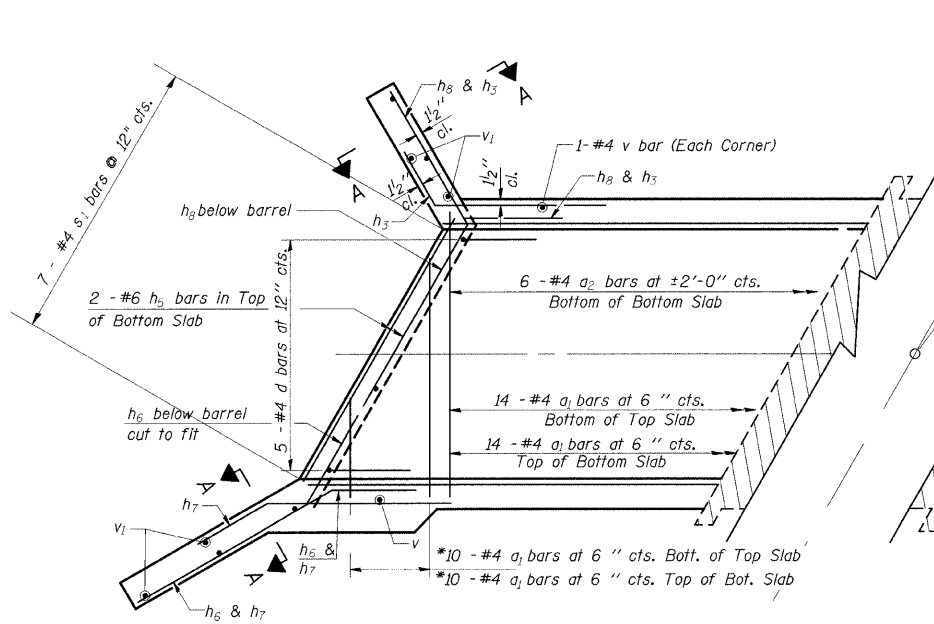 7 - #4 s1 bars @ 12" cts.
h8 & h3
A
1½"
cl.
v1
1-#4 v bar (Each Corner)
A
1½"
cl.
1½"
cl.
h8 & h3
h8 below barrel
h3
5 - #4 d bars at 12" cts.
6 - #4 a2 bars at ±2'-0" cts.
Bottom of Bottom Slab
2 - #6 h5 bars in Top
of Bottom Slab
14 - #4 a1 bars at 6 " cts.
Bottom of Top Slab
h6 below barrel
cut to fit
14 - #4 a1 bars at 6 " cts.
Top of Bottom Slab
A
h7
v1
h6 &
h7
v
A
*10 - #4 a1 bars at 6 " cts. Bott. of Top Slab
*10 - #4 a1 bars at 6 " cts. Top of Bot. Slab
h6 & h7